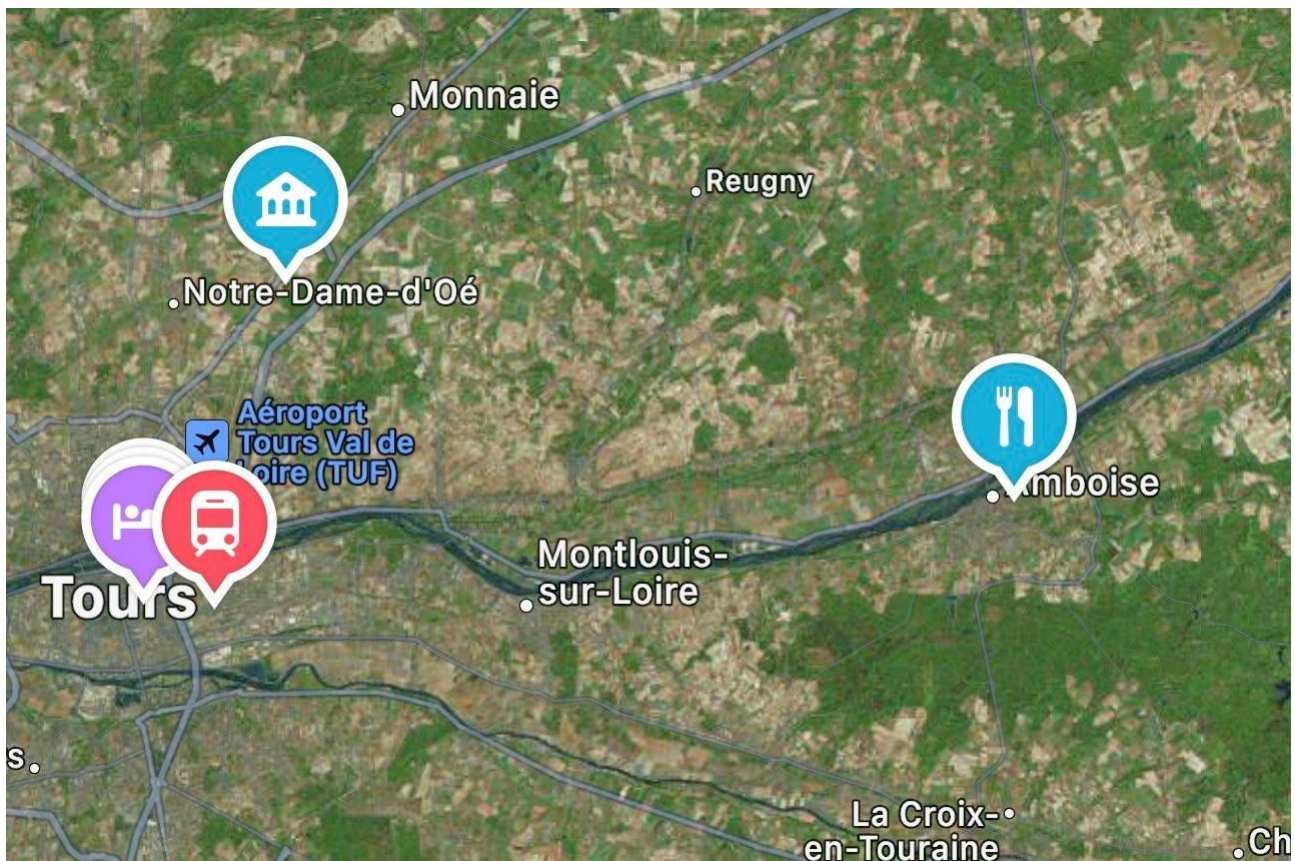 Monnaie
Reugny
Notre-Dame-d'Oé
Aéroport
Tours Val de
Loire (TUF)
Amboise
Montlouis-
sur-Loire
Tours
s
La Croix-
en-Touraine
Ch